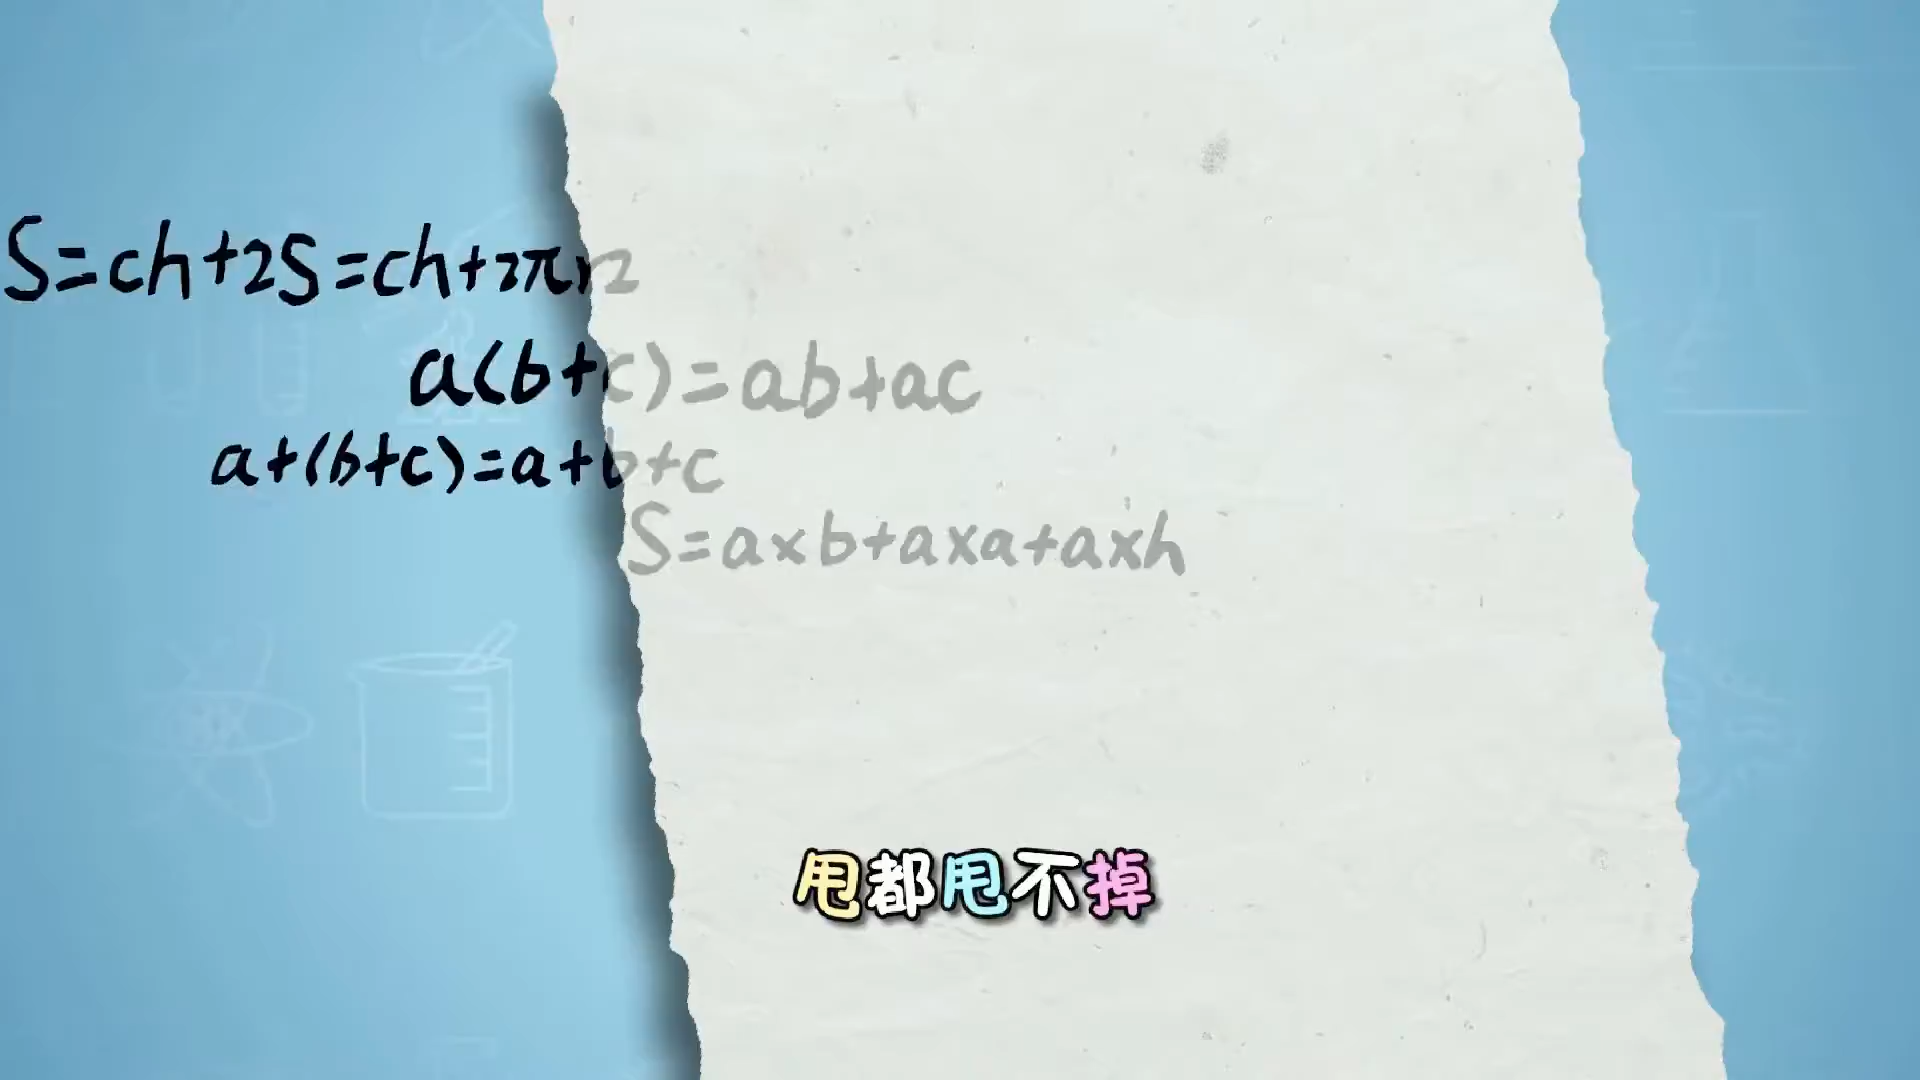 S=ch+2S=ch+2πr2
a(b+c)=ab+ac
a+(b+c)=a+b+c
S=a×b+a×a+a×h
甩都甩不掉